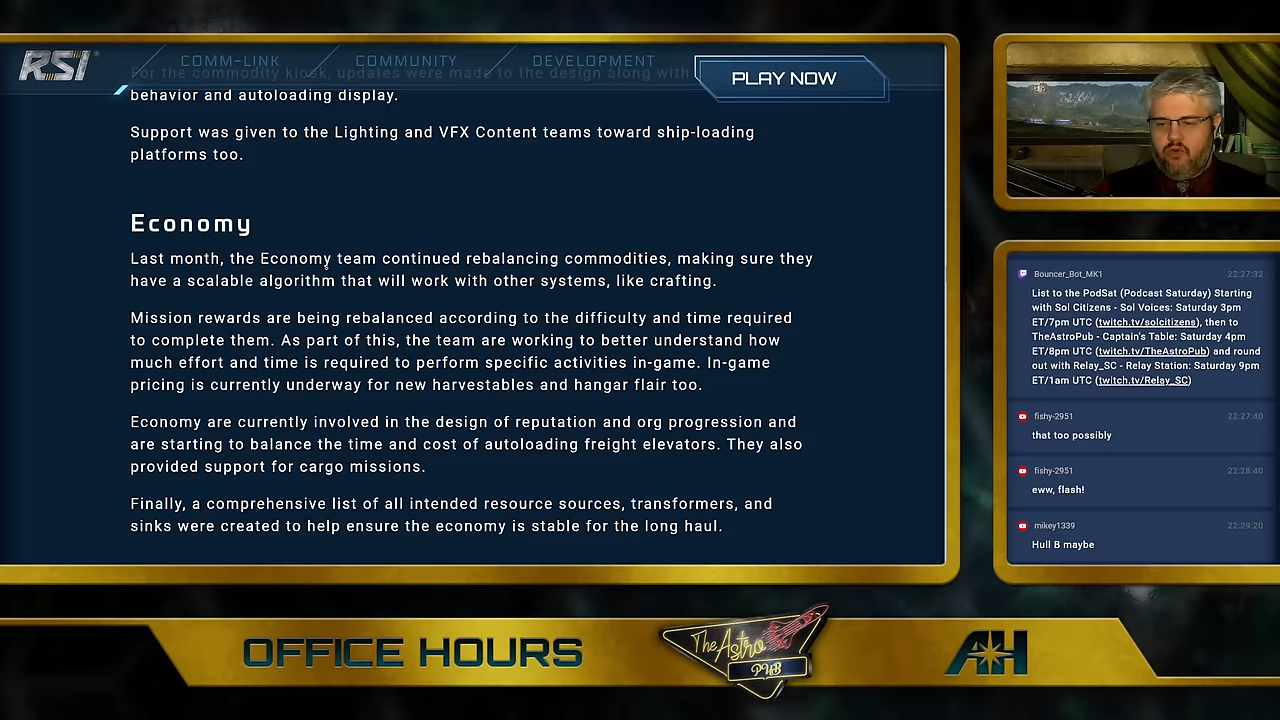 RSI
COMM-LINK
COMMUNITY
DEVELOPMENT
PLAY NOW
For the commodity kiosk, updates were made to the design along with
behavior and autoloading display.
Support was given to the Lighting and VFX Content teams toward ship-loading
platforms too.
Economy
Last month, the Economy team continued rebalancing commodities, making sure they
have a scalable algorithm that will work with other systems, like crafting.
Mission rewards are being rebalanced according to the difficulty and time required
to complete them. As part of this, the team are working to better understand how
much effort and time is required to perform specific activities in-game. In-game
pricing is currently underway for new harvestables and hangar flair too.
Economy are currently involved in the design of reputation and org progression and
are starting to balance the time and cost of autoloading freight elevators. They also
provided support for cargo missions.
Finally, a comprehensive list of all intended resource sources, transformers, and
sinks were created to help ensure the economy is stable for the long haul.
Bouncer_Bot_MK1 22:27:32
List to the PodSat (Podcast Saturday) Starting
with Sol Citizens - Sol Voices: Saturday 3pm
ET/7pm UTC (twitch.tv/solcitizens), then to
TheAstroPub - Captain's Table: Saturday 4pm
ET/8pm UTC (twitch.tv/TheAstroPub) and round
out with Relay_SC - Relay Station: Saturday 9pm
ET/1am UTC (twitch.tv/Relay_SC)
fishy-2951 22:27:40
that too possibly
fishy-2951 22:28:40
eww, flash!
mikey1339 22:29:20
Hull B maybe
OFFICE HOURS
The Astro
PUB
AH